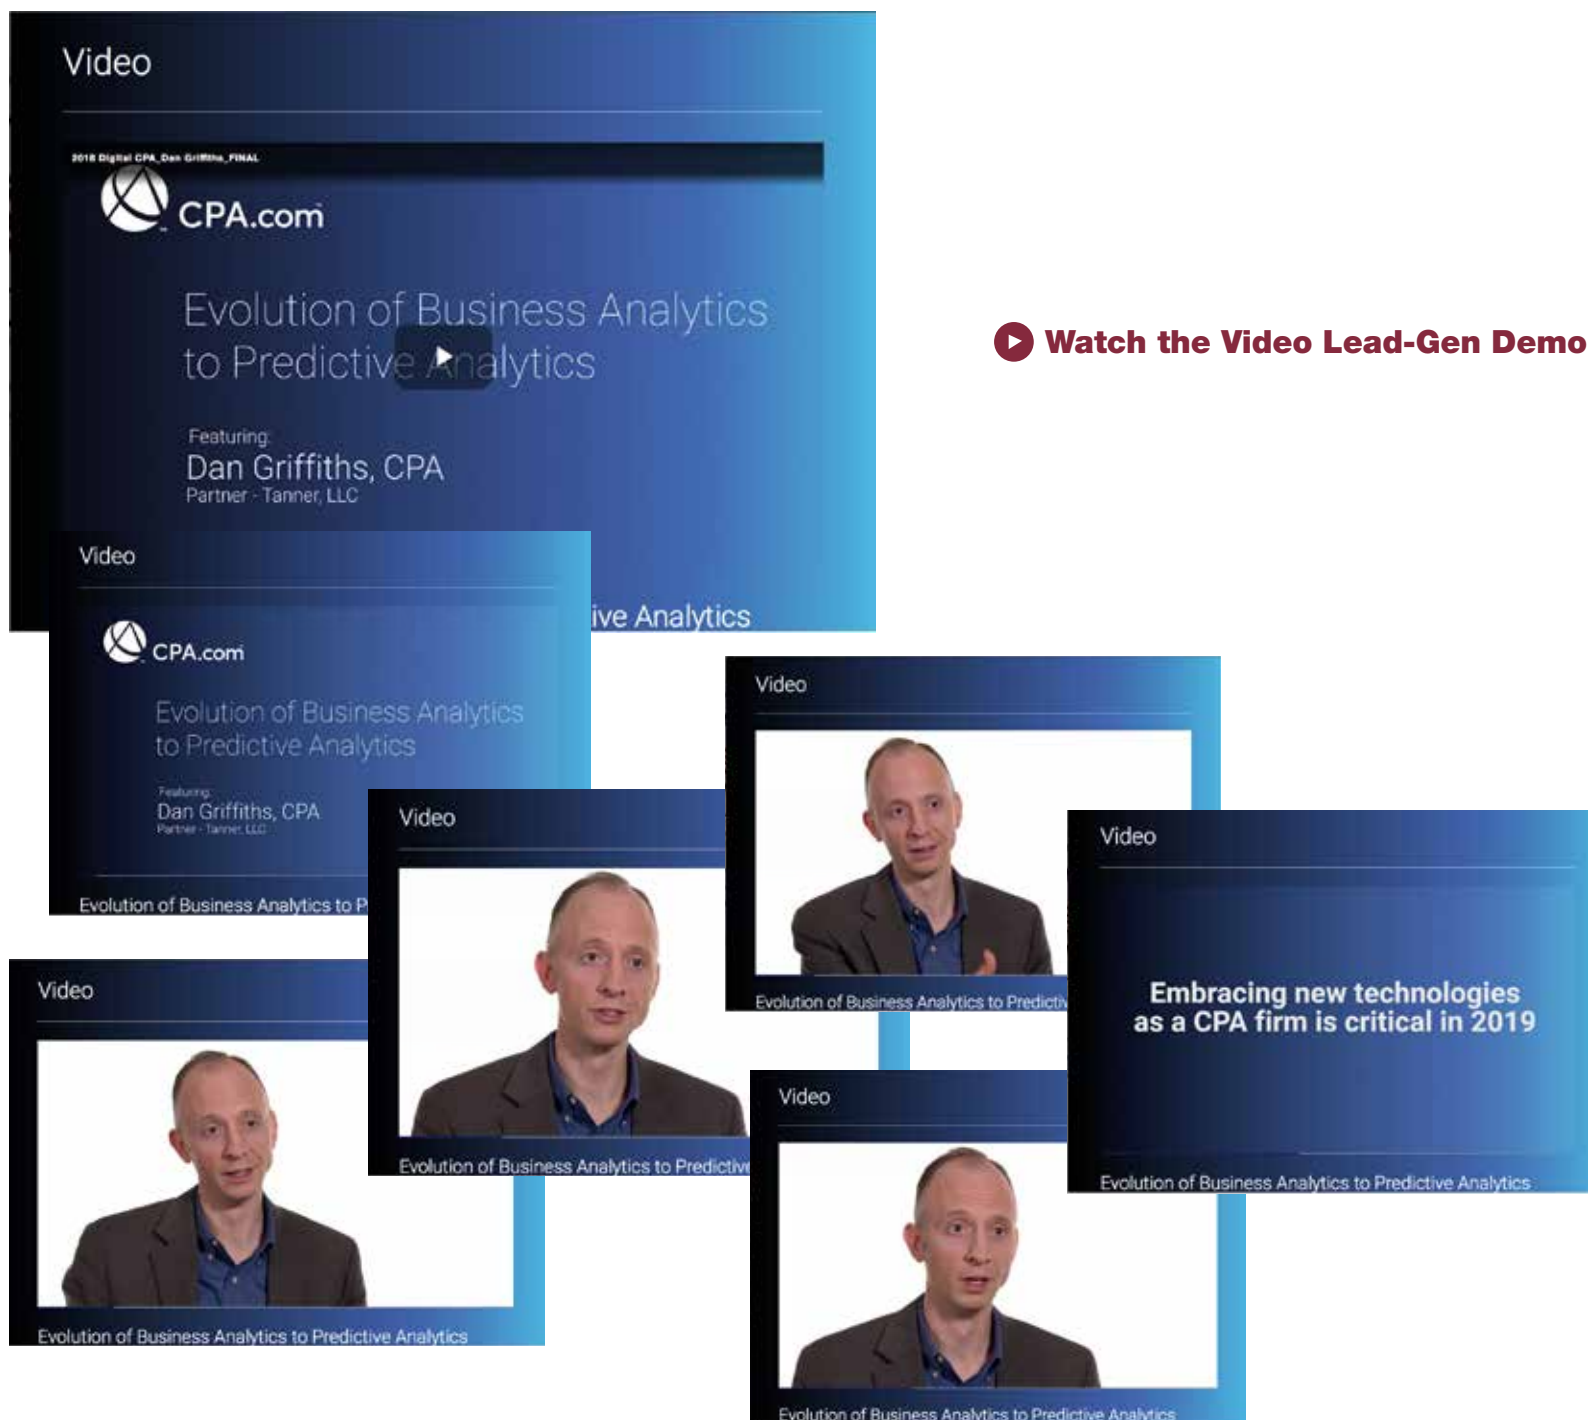 Video
2018 Digital CPA_Dan Griffiths_FINAL
CPA.com
Evolution of Business Analytics
to Predictive Analytics
Featuring:
Dan Griffiths, CPA
Partner - Tanner, LLC
ive Analytics
Watch the Video Lead-Gen Demo
Video
CPA.com
Evolution of Business Analytics
to Predictive Analytics
Featuring:
Dan Griffiths, CPA
Partner - Tanner, LLC
Evolution of Business Analytics to P
Video
Evolution of Business Analytics to Predictiv
Video
Evolution of Business Analytics to Predictive
Video
Embracing new technologies
as a CPA firm is critical in 2019
Evolution of Business Analytics to Predictive Analytics
Video
Evolution of Business Analytics to Predictive Analytics
Video
Evolution of Business Analytics to Predictive Analytics